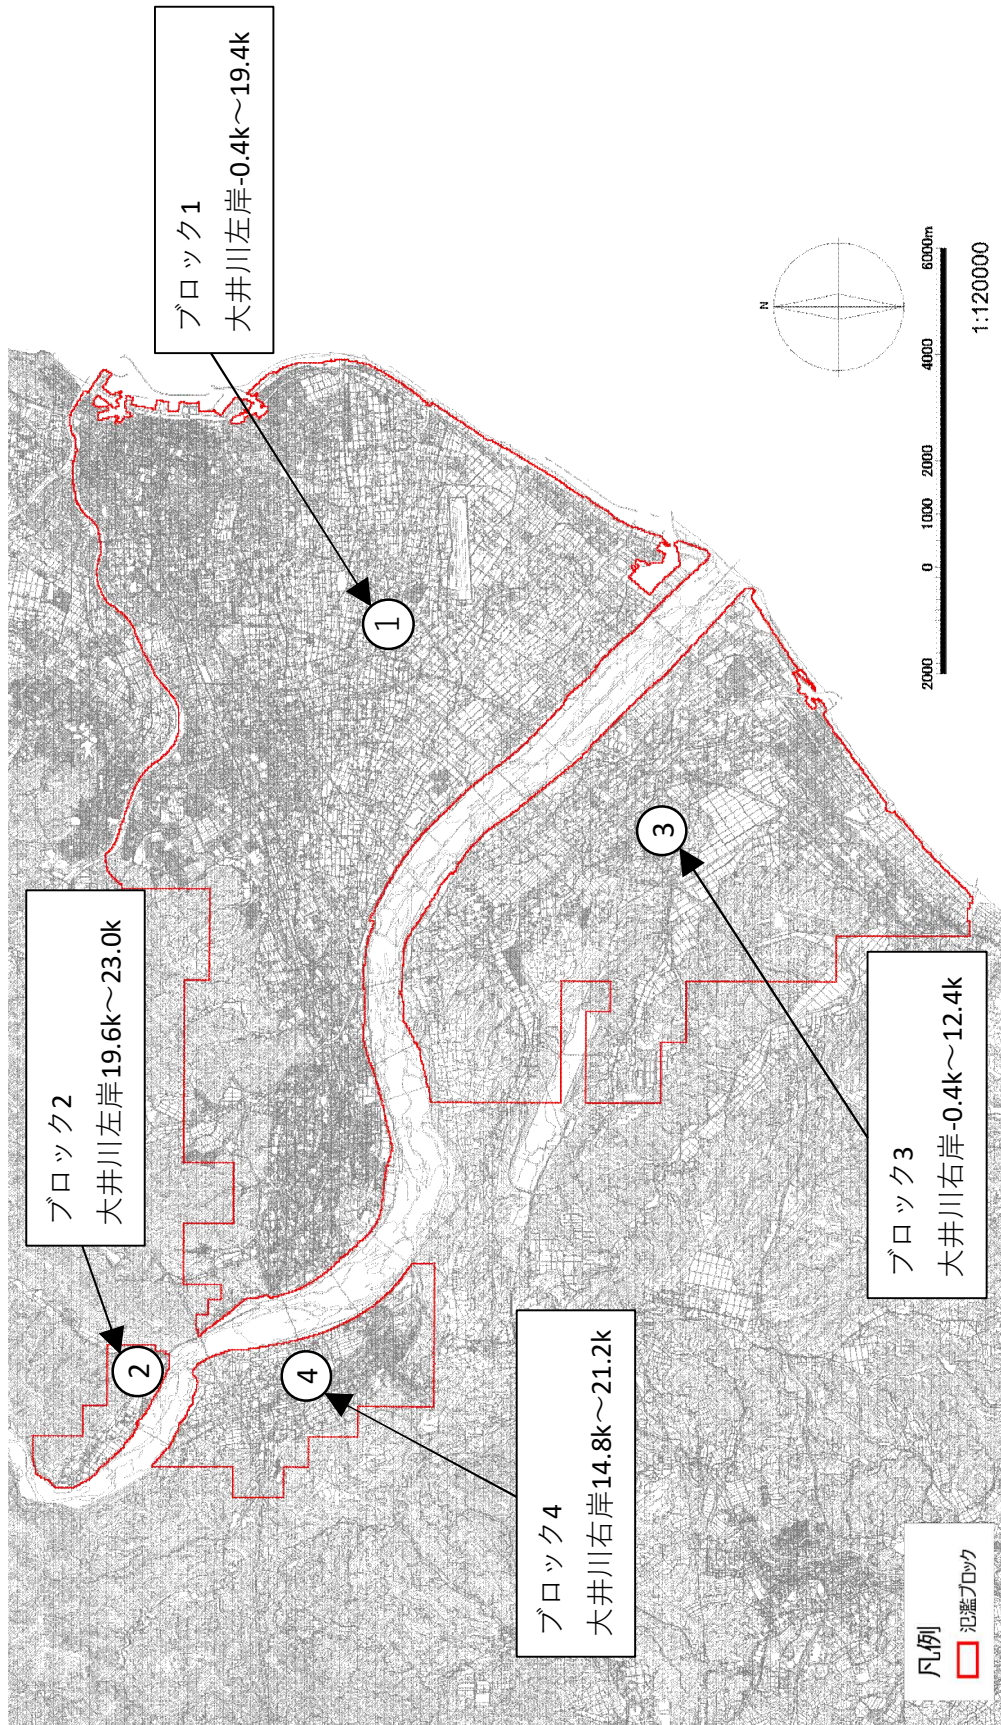 ブロック1
大井川左岸-0.4k～19.4k
ブロック2
大井川左岸19.6k～23.0k
ブロック3
大井川右岸-0.4k～12.4k
ブロック4
大井川右岸14.8k～21.2k
1
2
3
4
N
2000 0 1000 2000 4000 6000m
1:120000
凡例
氾濫ブロック